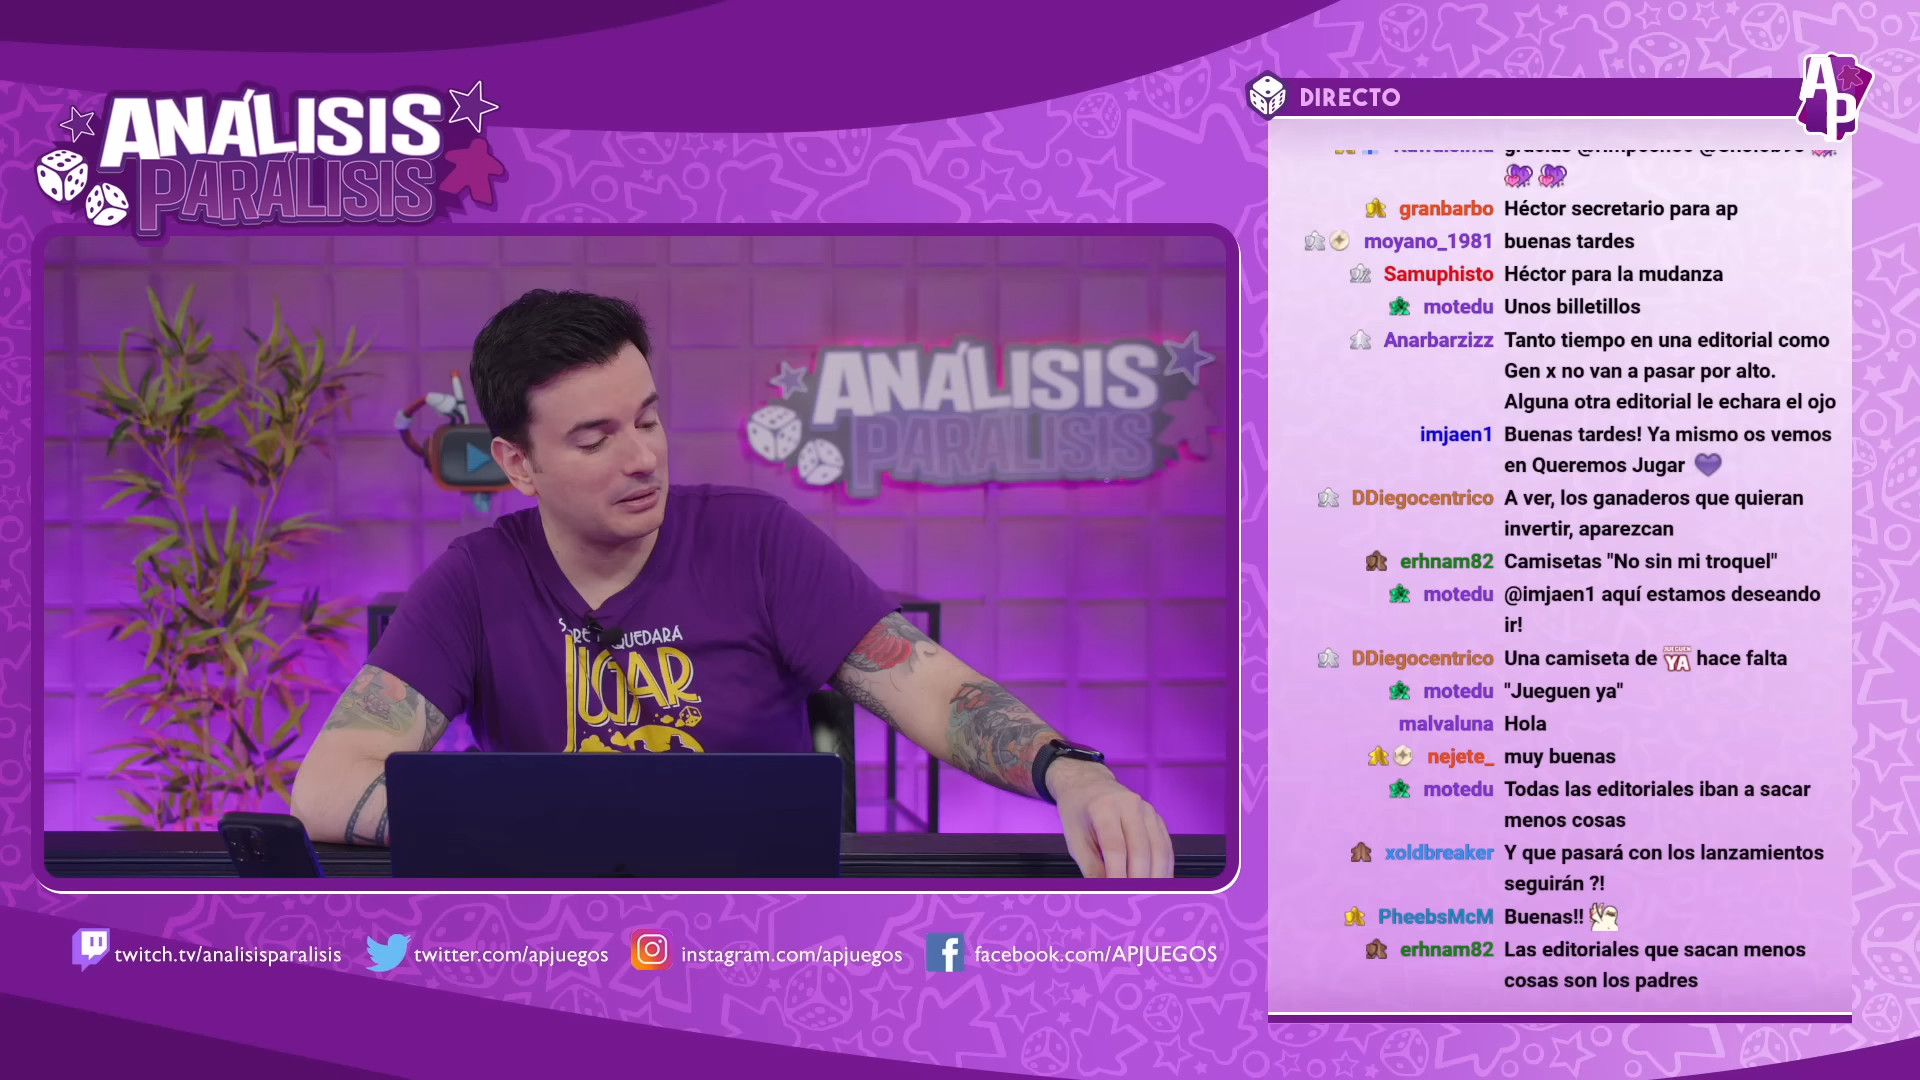 ANÁLISIS
PARÁLISIS
DIRECTO
AP
granbarbo Héctor secretario para ap
moyano_1981 buenas tardes
Samuphisto Héctor para la mudanza
motedu Unos billetillos
Anarbarzizz Tanto tiempo en una editorial como
Gen x no van a pasar por alto.
Alguna otra editorial le echara el ojo
imjaen1 Buenas tardes! Ya mismo os vemos
en Queremos Jugar
DDiegocentrico A ver, los ganaderos que quieran
invertir, aparezcan
erhnam82 Camisetas "No sin mi troquel"
motedu @imjaen1 aquí estamos deseando
ir!
DDiegocentrico Una camiseta de JUEGUEN YA hace falta
motedu "Jueguen ya"
malvaluna Hola
nejete_ muy buenas
motedu Todas las editoriales iban a sacar
menos cosas
xoldbreaker Y que pasará con los lanzamientos
seguirán ?!
PheebsMcM Buenas!!
erhnam82 Las editoriales que sacan menos
cosas son los padres
ANÁLISIS
PARÁLISIS
QUEDARÁ
JUGAR
twitch.tv/analisisparalisis twitter.com/apjuegos instagram.com/apjuegos facebook.com/APJUEGOS